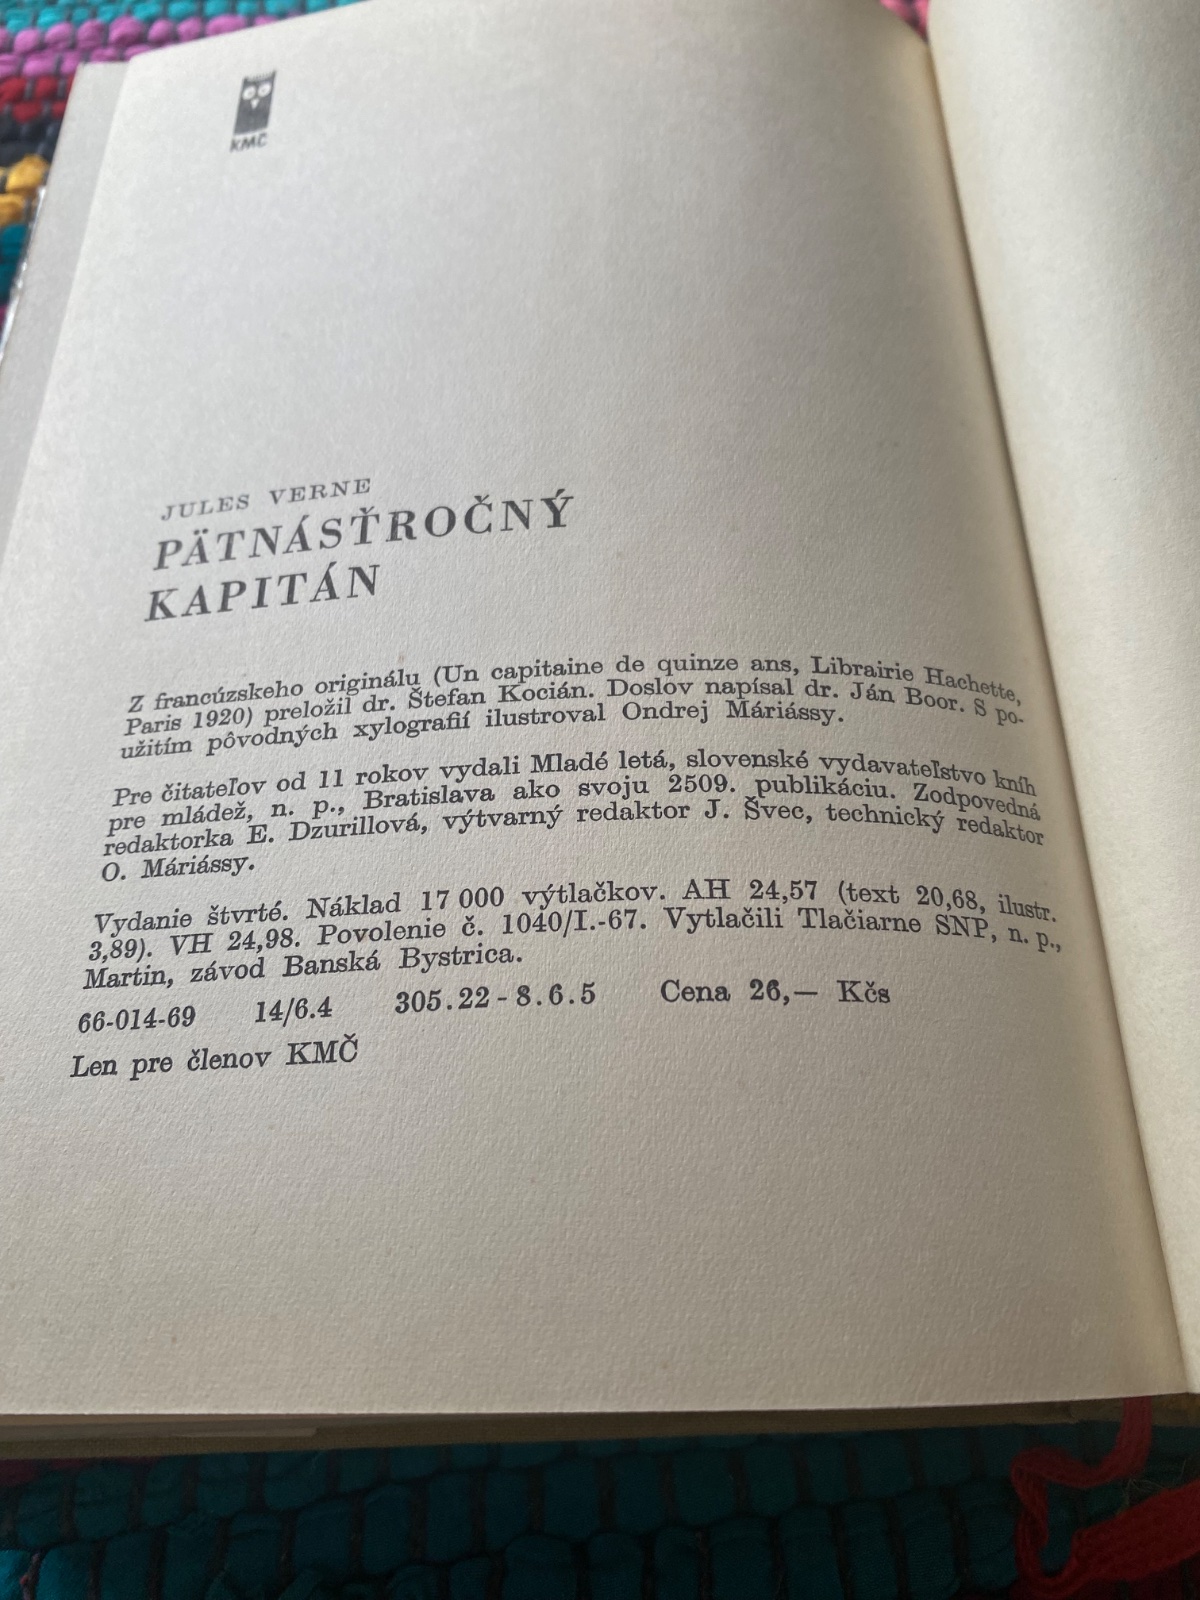 KMČ
JULES VERNE
PÄTNÁSŤROČNÝ
KAPITÁN
Z francúzskeho originálu (Un capitaine de quinze ans, Librairie Hachette,
Paris 1920) preložil dr. Štefan Kocián. Doslov napísal dr. Ján Boor. S po-
užitím pôvodných xylografií ilustroval Ondrej Máriássy.
Pre čitateľov od 11 rokov vydali Mladé letá, slovenské vydavateľstvo kníh
pre mládež, n. p., Bratislava ako svoju 2509. publikáciu. Zodpovedná
redaktorka E. Dzurillová, výtvarný redaktor J. Švec, technický redaktor
O. Máriássy.
Vydanie štvrté. Náklad 17 000 výtlačkov. AH 24,57 (text 20,68, ilustr.
3,89). VH 24,98. Povolenie č. 1040/I.-67. Vytlačili Tlačiarne SNP, n. p.,
Martin, závod Banská Bystrica.
66-014-69 14/6.4 305.22-8.6.5 Cena 26,— Kčs
Len pre členov KMČ